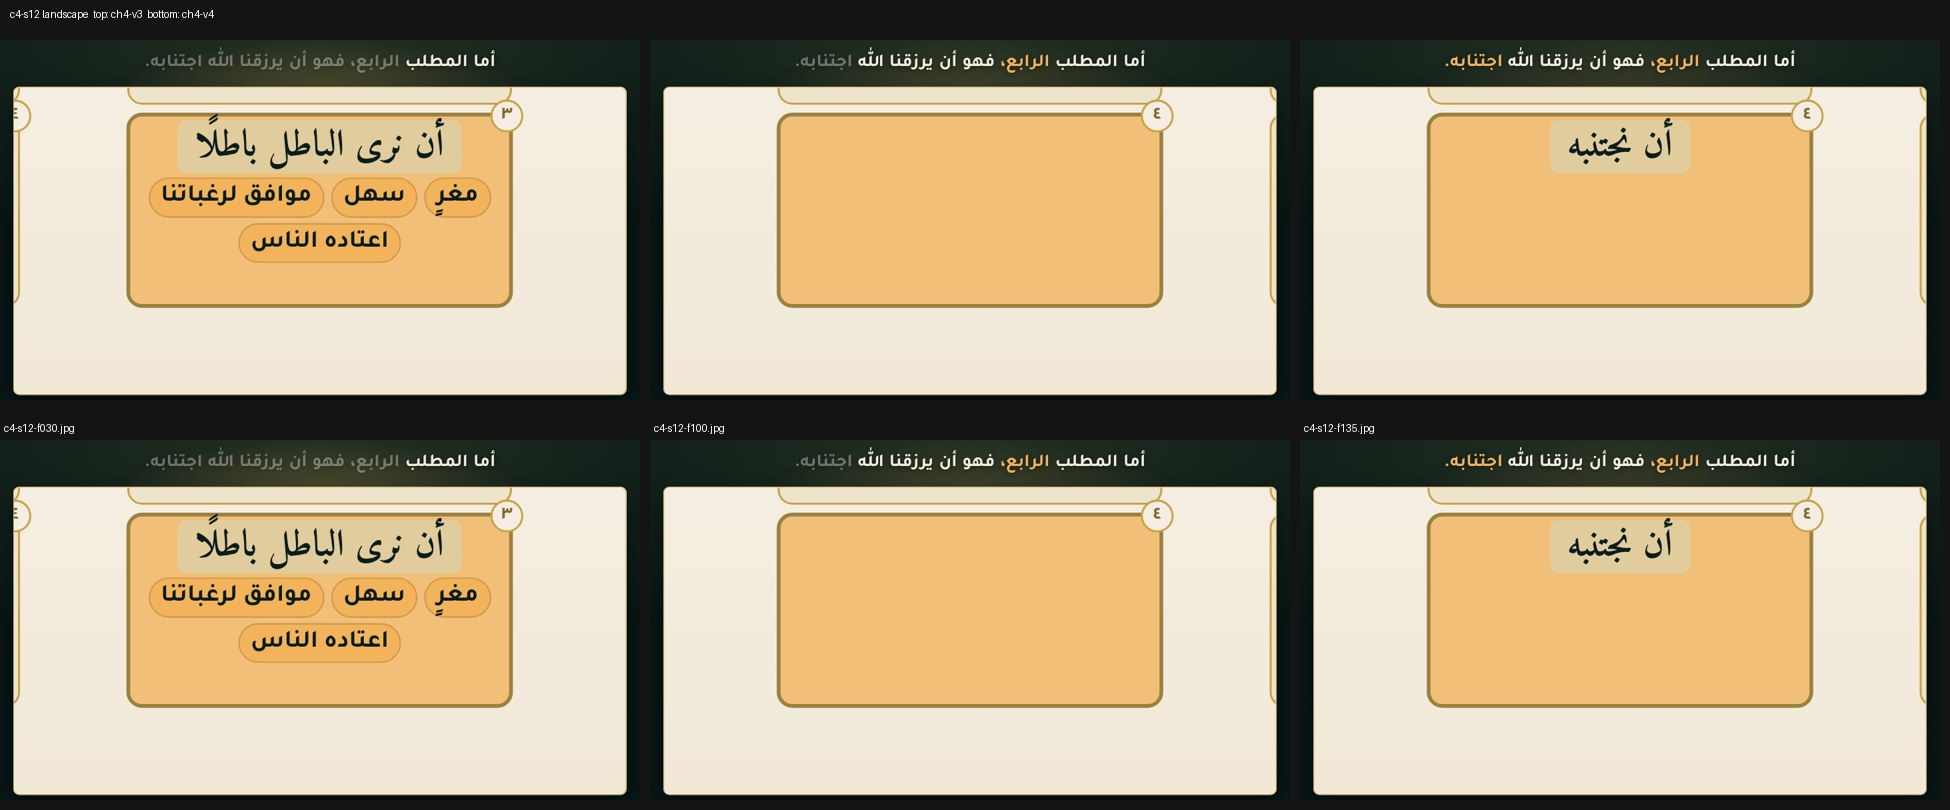 c4-s12 landscape top: ch4-v3 bottom: ch4-v4
أما المطلب الرابع، فهو أن يرزقنا الله اجتنابه.
٣
٤
أن نرى الباطل باطلًا
مغرٍ سهل موافق لرغباتنا
اعتاده الناس
أما المطلب الرابع، فهو أن يرزقنا الله اجتنابه.
٤
أما المطلب الرابع، فهو أن يرزقنا الله اجتنابه.
٤
أن نجتنبه
c4-s12-f030.jpg
أما المطلب الرابع، فهو أن يرزقنا الله اجتنابه.
٣
٤
أن نرى الباطل باطلًا
مغرٍ سهل موافق لرغباتنا
اعتاده الناس
c4-s12-f100.jpg
أما المطلب الرابع، فهو أن يرزقنا الله اجتنابه.
٤
c4-s12-f135.jpg
أما المطلب الرابع، فهو أن يرزقنا الله اجتنابه.
٤
أن نجتنبه